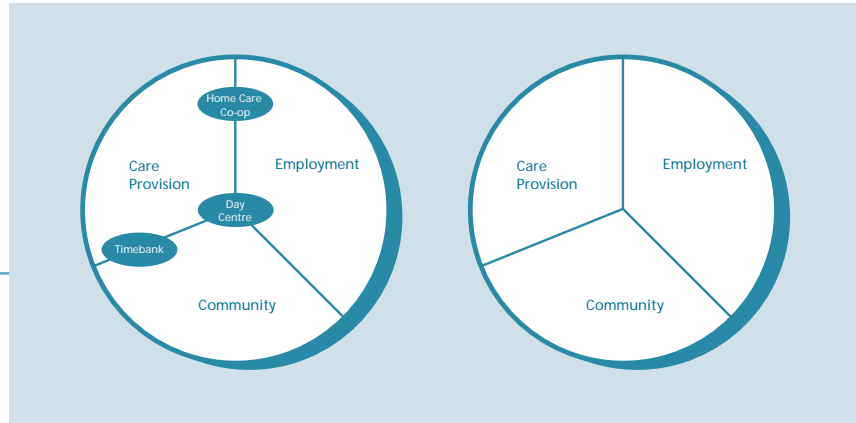 Home Care
Co-op
Care
Provision
Employment
Day
Centre
Timebank
Community
Care
Provision
Employment
Community